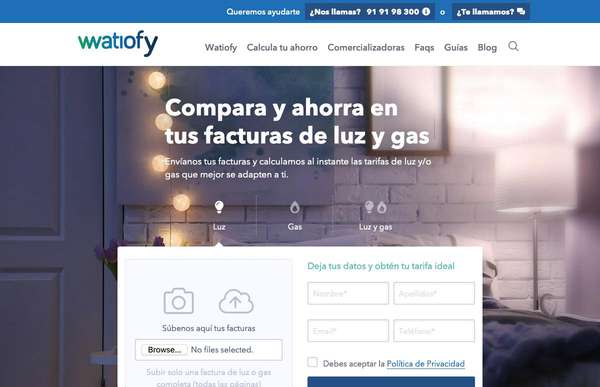 Queremos ayudarte ¿Nos llamas? 91 91 98 300 o ¿Te llamamos?
watiofy
Watiofy Calcula tu ahorro Comercializadoras Faqs Guías Blog
Compara y ahorra en
tus facturas de luz y gas
Envíanos tus facturas y calculamos al instante las tarifas de luz y/o
gas que mejor se adapten a ti.
Luz Gas Luz y gas
Deja tus datos y obtén tu tarifa ideal
Nombre* Apellidos*
Súbenos aquí tus facturas
Email* Teléfono*
Browse... No files selected.
Debes aceptar la Política de Privacidad
Subir solo una factura de luz o gas
completa (todas las páginas)